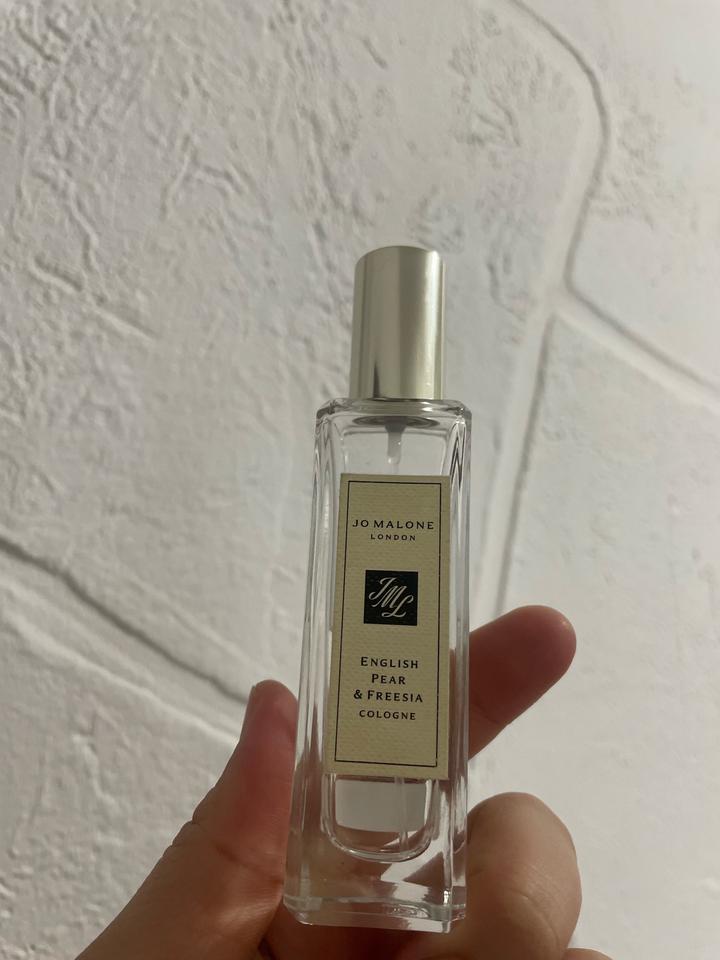 JO MALONE
LONDON
JML
ENGLISH
PEAR
& FREESIA
COLOGNE